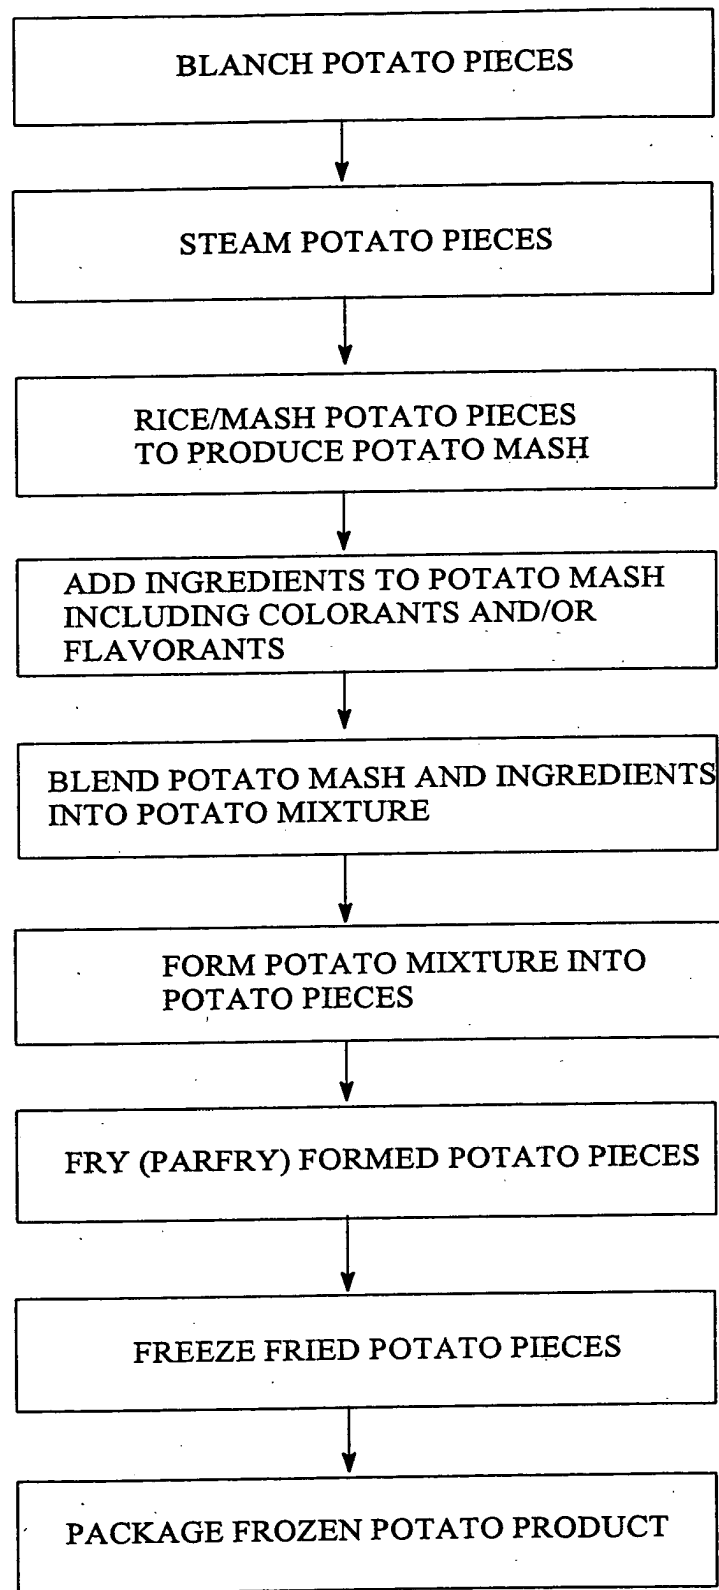 BLANCH POTATO PIECES
STEAM POTATO PIECES
RICE/MASH POTATO PIECES
TO PRODUCE POTATO MASH
ADD INGREDIENTS TO POTATO MASH
INCLUDING COLORANTS AND/OR
FLAVORANTS
BLEND POTATO MASH AND INGREDIENTS
INTO POTATO MIXTURE
FORM POTATO MIXTURE INTO
POTATO PIECES
FRY (PARFRY) FORMED POTATO PIECES
FREEZE FRIED POTATO PIECES
PACKAGE FROZEN POTATO PRODUCT